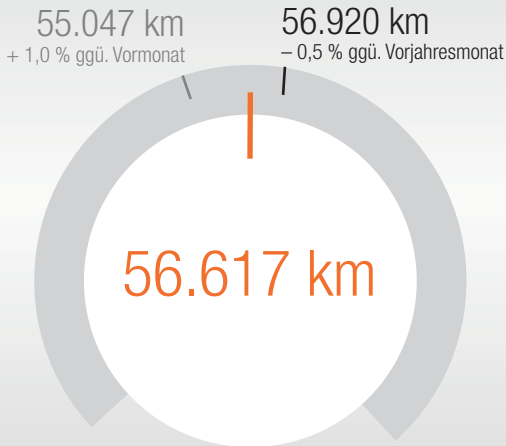 55.047 km
+ 1,0 % ggü. Vormonat
56.920 km
– 0,5 % ggü. Vorjahresmonat
56.617 km